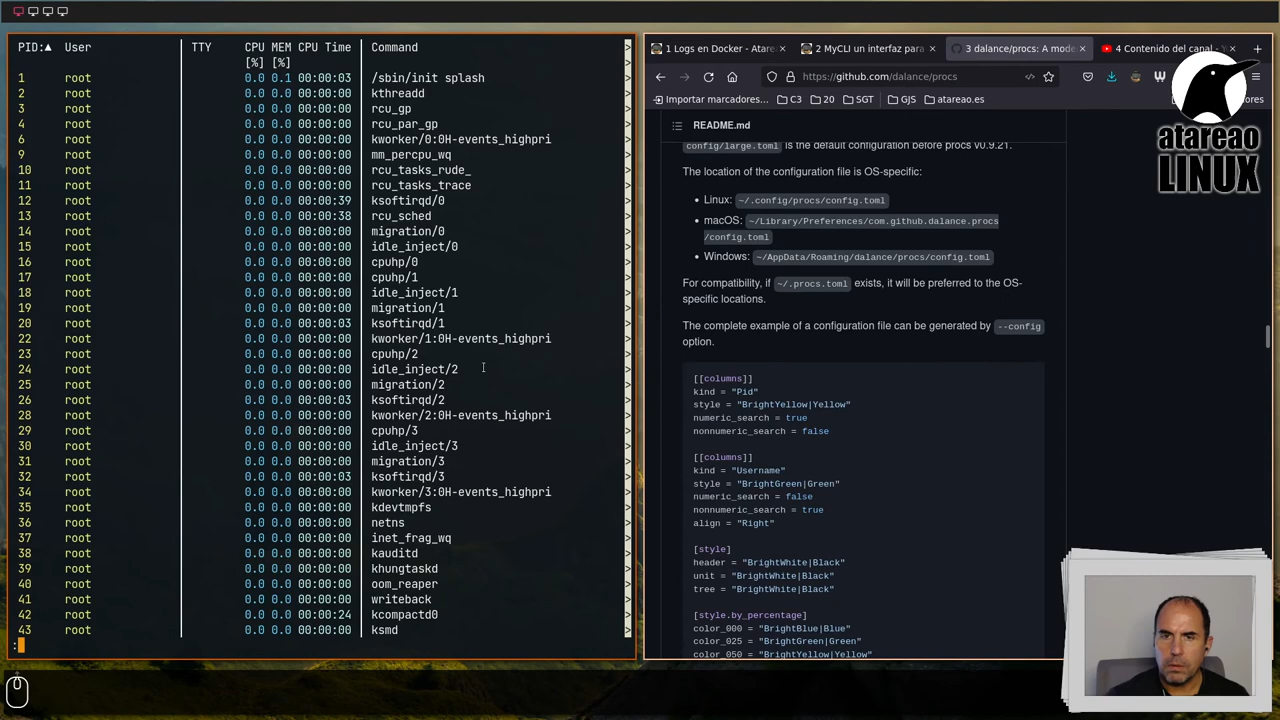 PID:▲ User TTY CPU MEM CPU Time Command >
[%] [%] >
1 root 0.0 0.1 00:00:03 /sbin/init splash >
2 root 0.0 0.0 00:00:00 kthreadd >
3 root 0.0 0.0 00:00:00 rcu_gp >
4 root 0.0 0.0 00:00:00 rcu_par_gp >
6 root 0.0 0.0 00:00:00 kworker/0:0H-events_highpri >
9 root 0.0 0.0 00:00:00 mm_percpu_wq >
10 root 0.0 0.0 00:00:00 rcu_tasks_rude_ >
11 root 0.0 0.0 00:00:00 rcu_tasks_trace >
12 root 0.0 0.0 00:00:39 ksoftirqd/0 >
13 root 0.0 0.0 00:00:38 rcu_sched >
14 root 0.0 0.0 00:00:00 migration/0 >
15 root 0.0 0.0 00:00:00 idle_inject/0 >
16 root 0.0 0.0 00:00:00 cpuhp/0 >
17 root 0.0 0.0 00:00:00 cpuhp/1 >
18 root 0.0 0.0 00:00:00 idle_inject/1 >
19 root 0.0 0.0 00:00:00 migration/1 >
20 root 0.0 0.0 00:00:03 ksoftirqd/1 >
22 root 0.0 0.0 00:00:00 kworker/1:0H-events_highpri >
23 root 0.0 0.0 00:00:00 cpuhp/2 >
24 root 0.0 0.0 00:00:00 idle_inject/2 >
25 root 0.0 0.0 00:00:00 migration/2 >
26 root 0.0 0.0 00:00:03 ksoftirqd/2 >
28 root 0.0 0.0 00:00:00 kworker/2:0H-events_highpri >
29 root 0.0 0.0 00:00:00 cpuhp/3 >
30 root 0.0 0.0 00:00:00 idle_inject/3 >
31 root 0.0 0.0 00:00:00 migration/3 >
32 root 0.0 0.0 00:00:03 ksoftirqd/3 >
34 root 0.0 0.0 00:00:00 kworker/3:0H-events_highpri >
35 root 0.0 0.0 00:00:00 kdevtmpfs >
36 root 0.0 0.0 00:00:00 netns >
37 root 0.0 0.0 00:00:00 inet_frag_wq >
38 root 0.0 0.0 00:00:00 kauditd >
39 root 0.0 0.0 00:00:00 khungtaskd >
40 root 0.0 0.0 00:00:00 oom_reaper >
41 root 0.0 0.0 00:00:00 writeback >
42 root 0.0 0.0 00:00:24 kcompactd0 >
43 root 0.0 0.0 00:00:00 ksmd >
:
1 Logs en Docker - Atare
2 MyCLI un interfaz para
3 dalance/procs: A mode
4 Contenido del canal - Y
https://github.com/dalance/procs
Importar marcadores... C3 20 SGT GJS atareao.es
README.md
config/large.toml is the default configuration before procs v0.9.21.
The location of the configuration file is OS-specific:
• Linux: ~/.config/procs/config.toml
• macOS: ~/Library/Preferences/com.github.dalance.procs
/config.toml
• Windows: ~/AppData/Roaming/dalance/procs/config.toml
For compatibility, if ~/.procs.toml exists, it will be preferred to the OS-
specific locations.
The complete example of a configuration file can be generated by --config
option.
[[columns]]
kind = "Pid"
style = "BrightYellow|Yellow"
numeric_search = true
nonnumeric_search = false
[[columns]]
kind = "Username"
style = "BrightGreen|Green"
numeric_search = false
nonnumeric_search = true
align = "Right"
[style]
header = "BrightWhite|Black"
unit = "BrightWhite|Black"
tree = "BrightWhite|Black"
[style.by_percentage]
color_000 = "BrightBlue|Blue"
color_025 = "BrightGreen|Green"
color_050 = "BrightYellow|Yellow"
atareao
LINUX